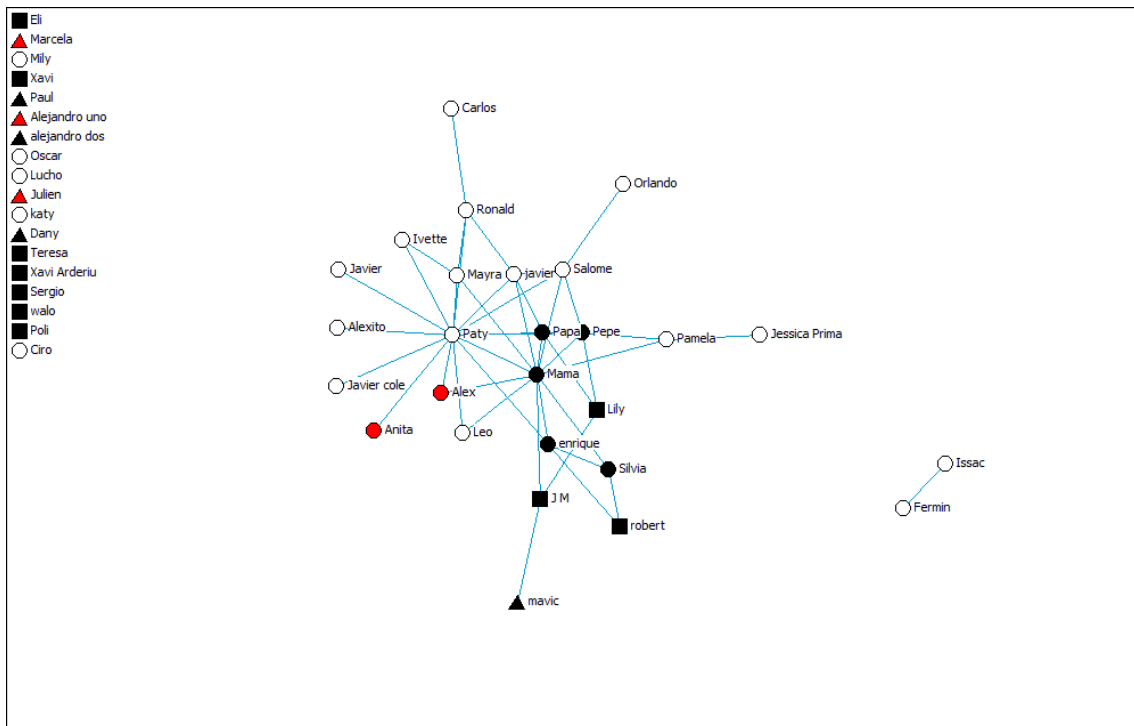 Eli
Marcela
Mily
Xavi
Paul
Alejandro uno
alejandro dos
Oscar
Lucho
Julien
katy
Dany
Teresa
Xavi Arderiu
Sergio
walo
Poli
Ciro
Carlos
Orlando
Ronald
Ivette
Javier
Mayra
javier
Salome
Alexito
Paty
Papa
Pepe
Pamela
Jessica Prima
Mama
Javier cole
Alex
Lily
Anita
Leo
enrique
Silvia
Issac
J M
Fermin
robert
mavic